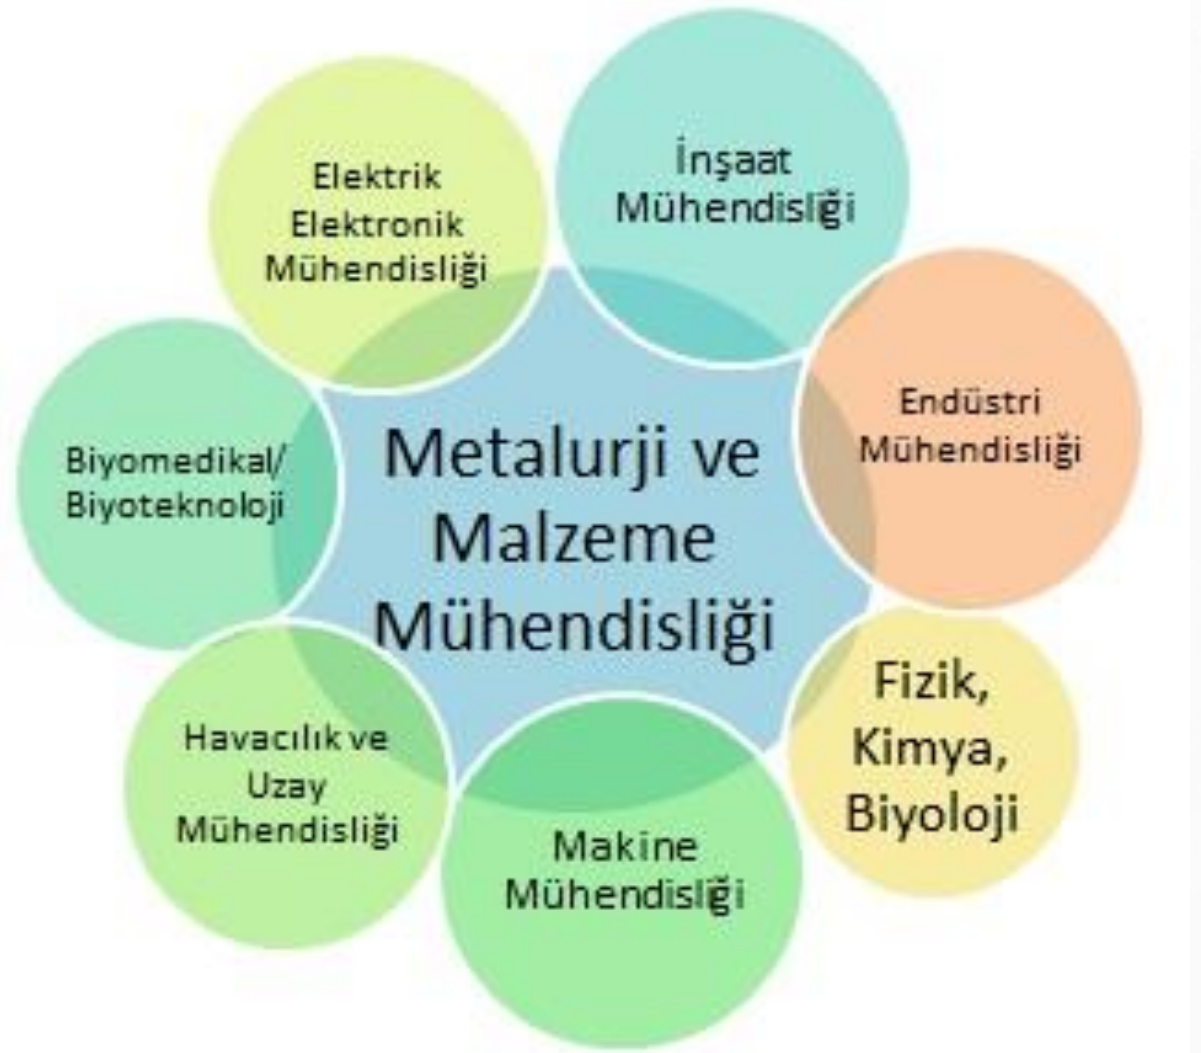 Elektrik
Elektronik
Mühendisliği
İnşaat
Mühendisliği
Endüstri
Mühendisliği
Biyomedikal/
Biyoteknoloji
Metalurji ve
Malzeme
Mühendisliği
Fizik,
Kimya,
Biyoloji
Havacılık ve
Uzay
Mühendisliği
Makine
Mühendisliği